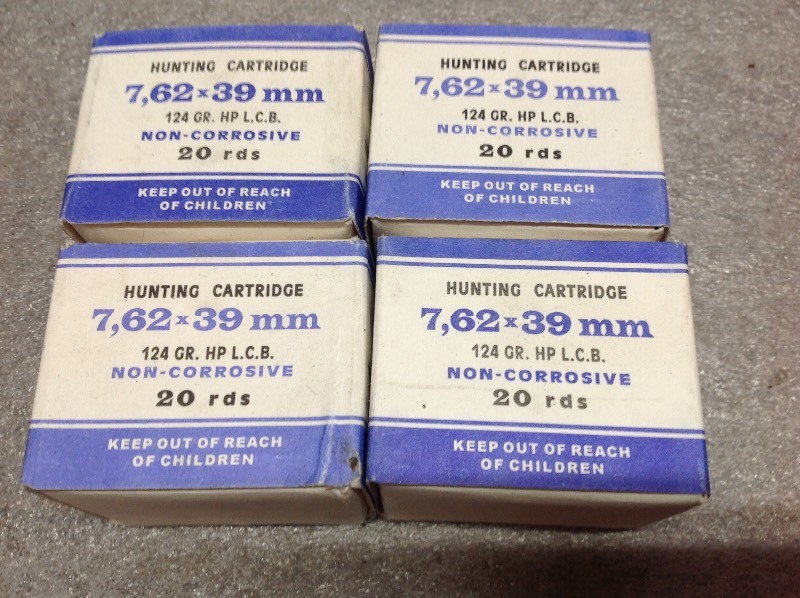 HUNTING CARTRIDGE
7,62×39 mm
124 GR. HP L.C.B.
NON-CORROSIVE
20 rds
KEEP OUT OF REACH
OF CHILDREN
HUNTING CARTRIDGE
7,62×39 mm
124 GR. HP L.C.B.
NON-CORROSIVE
20 rds
KEEP OUT OF REACH
OF CHILDREN
HUNTING CARTRIDGE
7,62×39 mm
124 GR. HP L.C.B.
NON-CORROSIVE
20 rds
KEEP OUT OF REACH
OF CHILDREN
HUNTING CARTRIDGE
7,62×39 mm
124 GR. HP L.C.B.
NON-CORROSIVE
20 rds
KEEP OUT OF REACH
OF CHILDREN